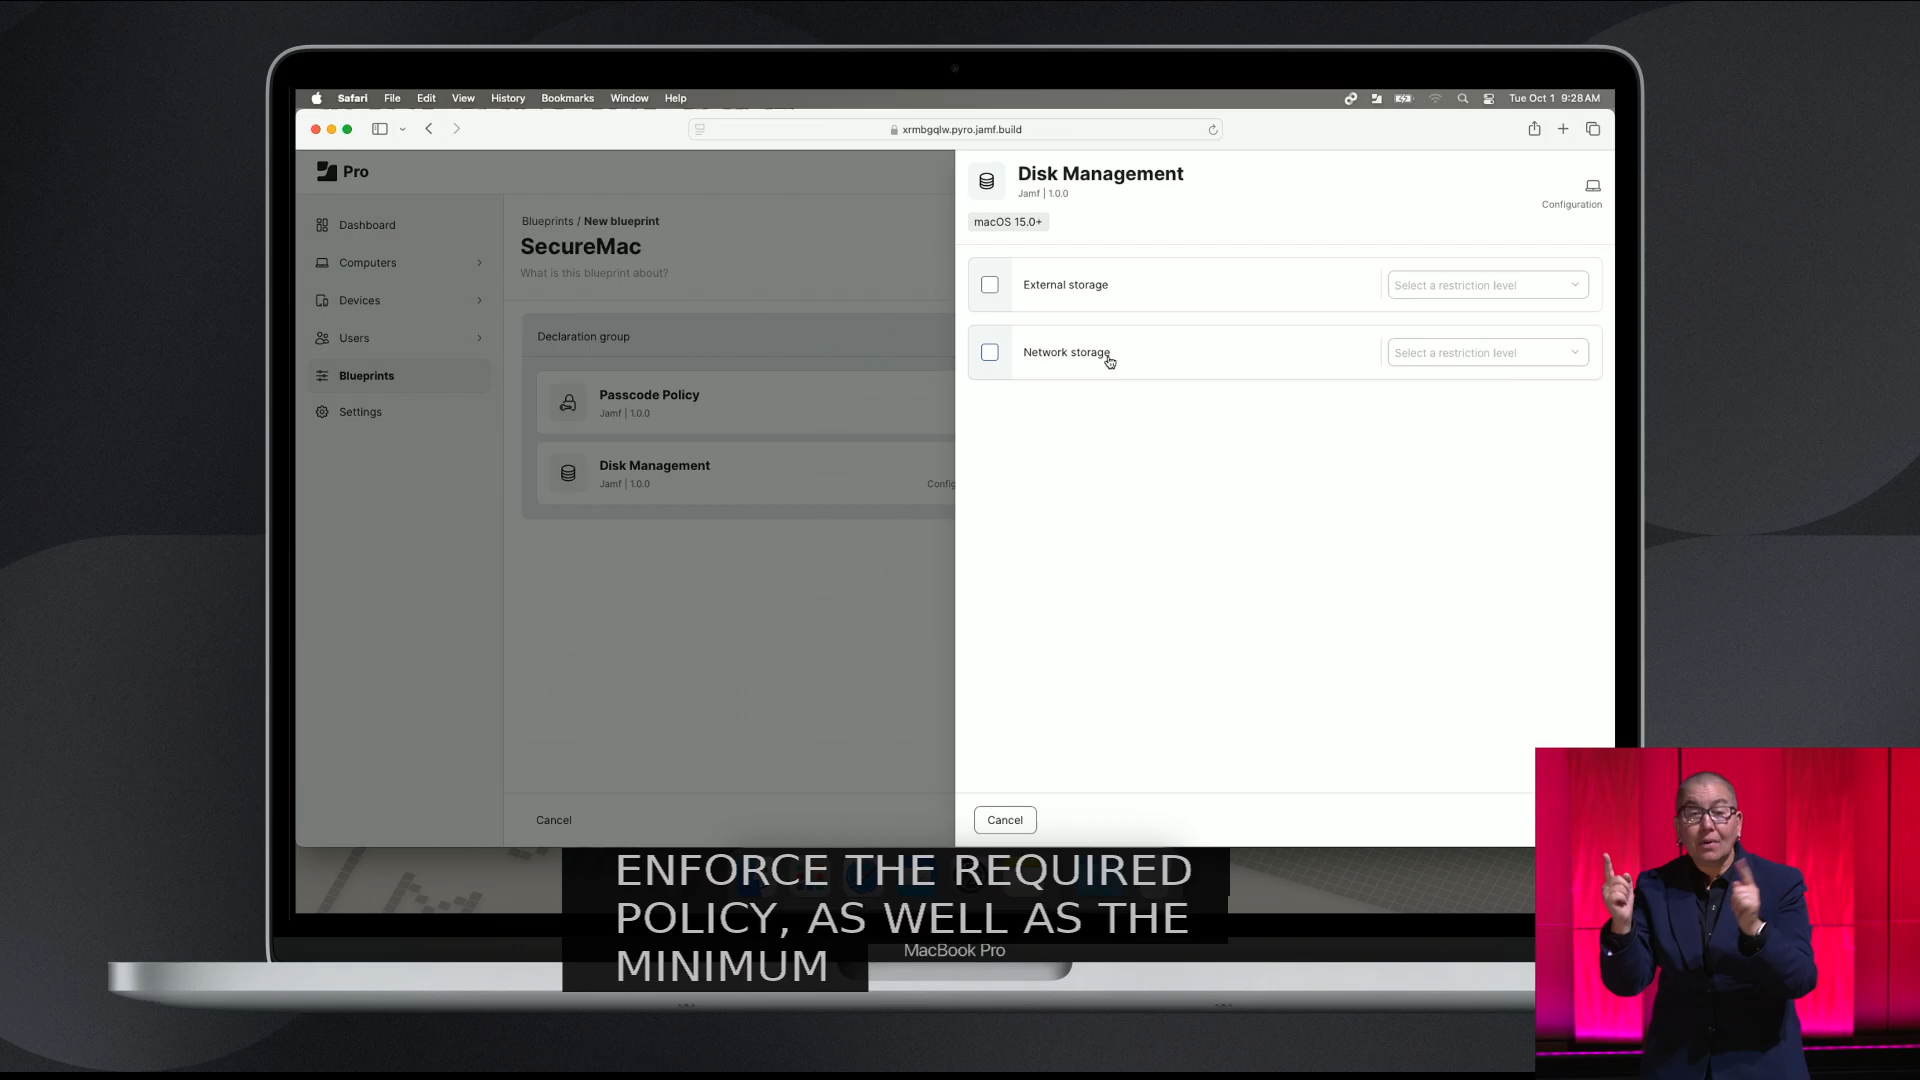 Safari File Edit View History Bookmarks Window Help
Tue Oct 1 9:28 AM
xrmbgqlw.pyro.jamf.build
Pro
Dashboard
Computers
Devices
Users
Blueprints
Settings
Blueprints / New blueprint
SecureMac
What is this blueprint about?
Declaration group
Passcode Policy
Jamf | 1.0.0
Disk Management
Jamf | 1.0.0
Config
Cancel
Disk Management
Jamf | 1.0.0
Configuration
macOS 15.0+
External storage
Select a restriction level
Network storage
Select a restriction level
Cancel
ENFORCE THE REQUIRED
POLICY, AS WELL AS THE
MINIMUM
MacBook Pro